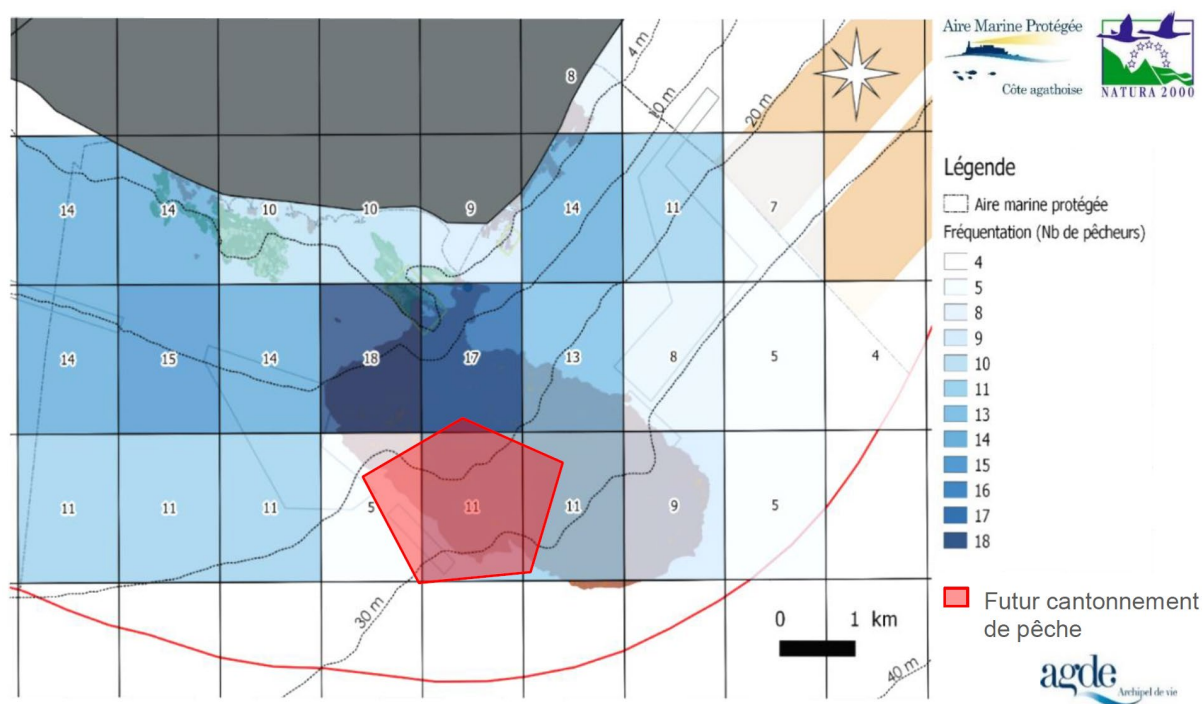 8
4 m
10 m
20 m
14
14
10
10
9
14
11
7
14
15
14
18
17
13
8
5
4
11
11
11
5
11
11
9
5
30 m
0 1 km
40 m
Aire Marine Protégée
Côte agathoise
NATURA 2000
Légende
Aire marine protégée
Fréquentation (Nb de pêcheurs)
4
5
8
9
10
11
13
14
15
16
17
18
Futur cantonnement
de pêche
agde
Archipel de vie